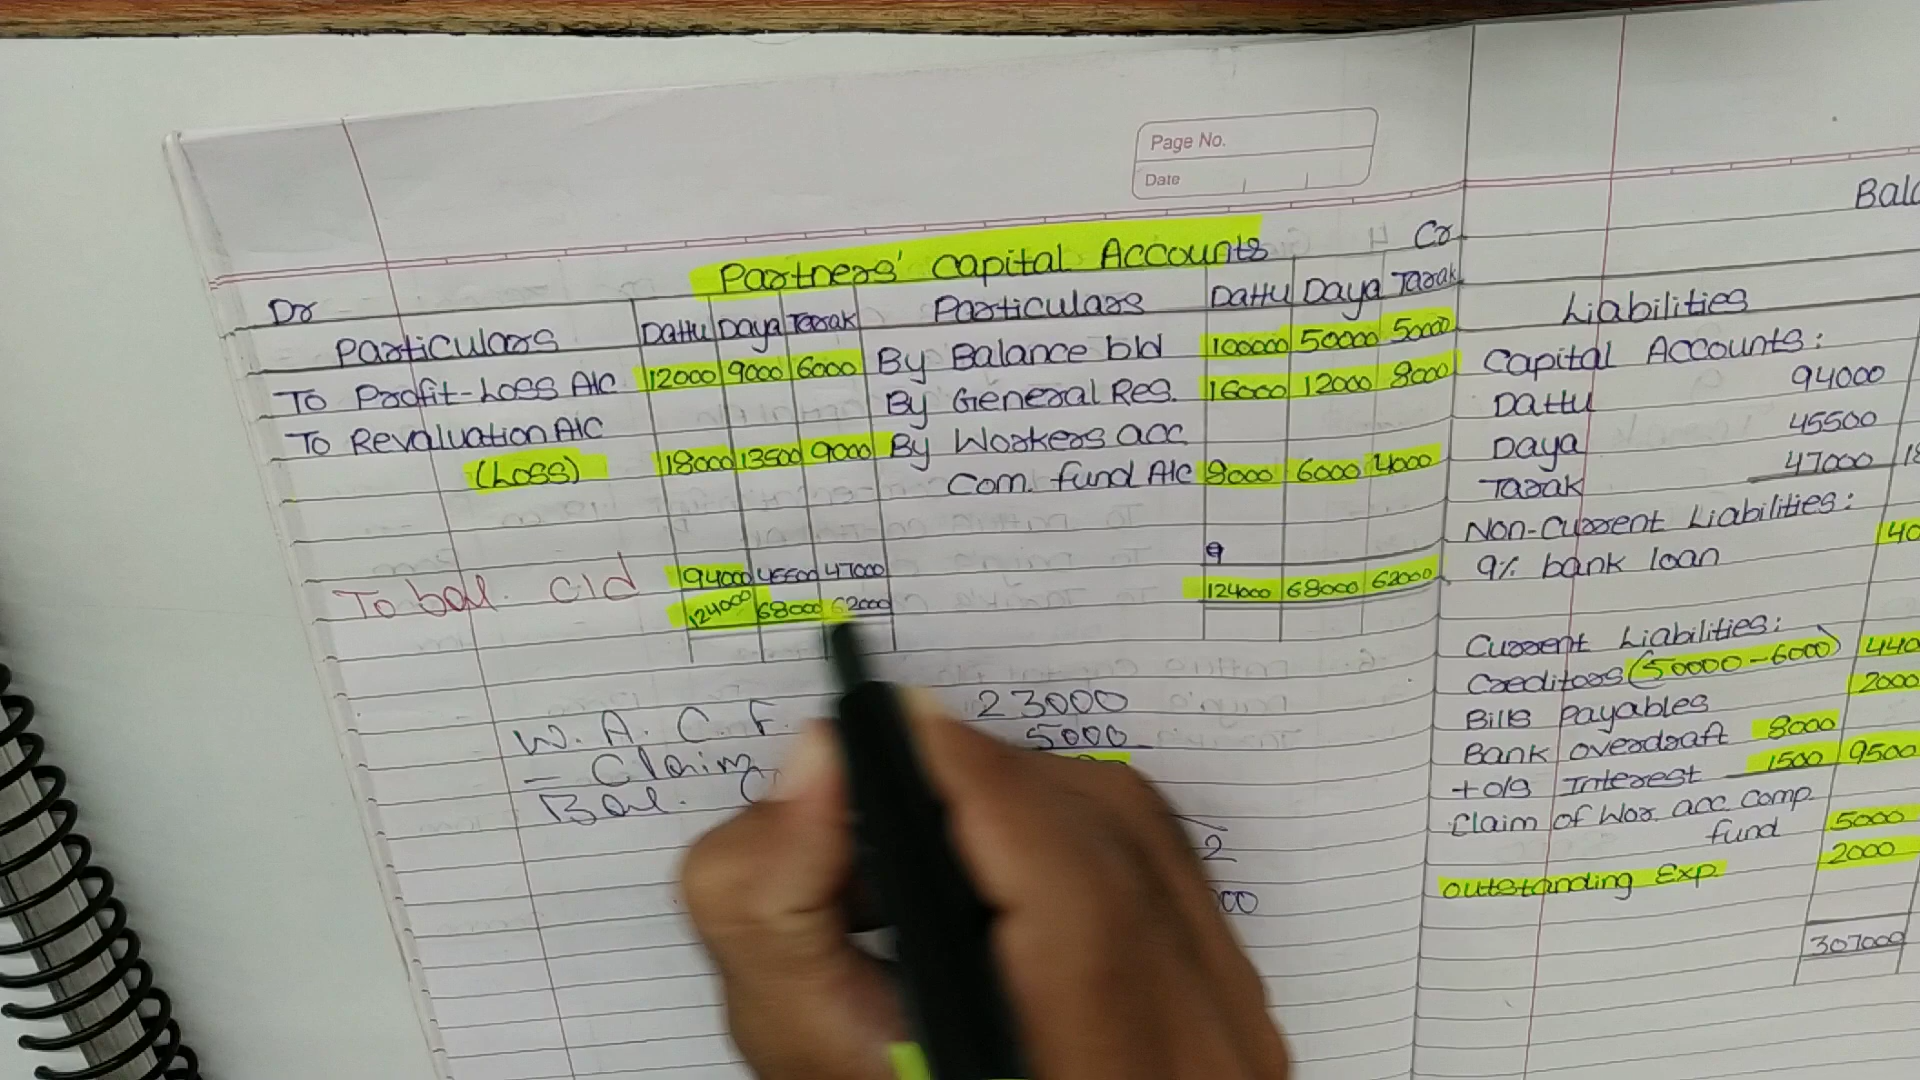 Page No.
Date
Partners' Capital Accounts
Dr
Cr
Particulars Dattu Daya Tarak Particulars Dattu Daya Tarak
To Profit-Loss A/c 12000 9000 6000 By Balance b/d 100000 50000 50000
To Revaluation A/c By General Res. 16000 12000 8000
(Loss) 18000 13500 9000 By Workers acc
Com. fund A/c 8000 6000 4000
To bal. c/d 94000 45500 47000
124000 68000 62000 124000 68000 62000
W. A. C. F. 23000
- Claim 5000
Bal.
2
Liabilities
Capital Accounts:
Dattu 94000
Daya 45500
Tarak 47000
Non-Current Liabilities:
9% bank loan
Current Liabilities:
Creditors (50000-6000)
Bills Payables 2000
Bank overdraft 8000
+ o/s Interest 1500 9500
Claim of Wor. acc comp.
fund 5000
outstanding Exp 2000
307000